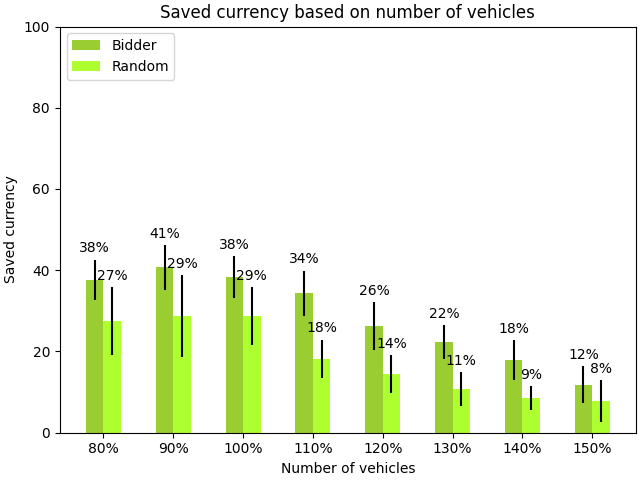 Saved currency based on number of vehicles
Bidder
Random
Saved currency
100
80
60
40
20
0
38% 27% 41% 29% 38% 29% 34% 18% 26% 14% 22% 11% 18% 9% 12% 8%
80% 90% 100% 110% 120% 130% 140% 150%
Number of vehicles